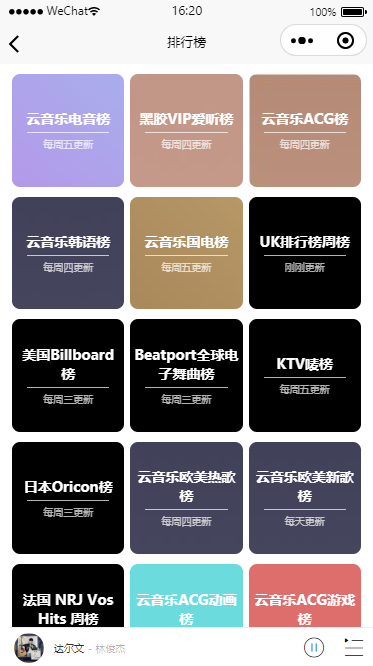 WeChat 16:20 100%
排行榜
云音乐电音榜
每周五更新
黑胶VIP爱听榜
每周四更新
云音乐ACG榜
每周四更新
云音乐韩语榜
每周四更新
云音乐国电榜
每周五更新
UK排行榜周榜
刚刚更新
美国Billboard
榜
每周三更新
Beatport全球电
子舞曲榜
每周三更新
KTV唛榜
每周五更新
日本Oricon榜
每周三更新
云音乐欧美热歌
榜
每周四更新
云音乐欧美新歌
榜
每天更新
法国 NRJ Vos
Hits 周榜
云音乐ACG动画
榜
云音乐ACG游戏
榜
达尔文 - 林俊杰